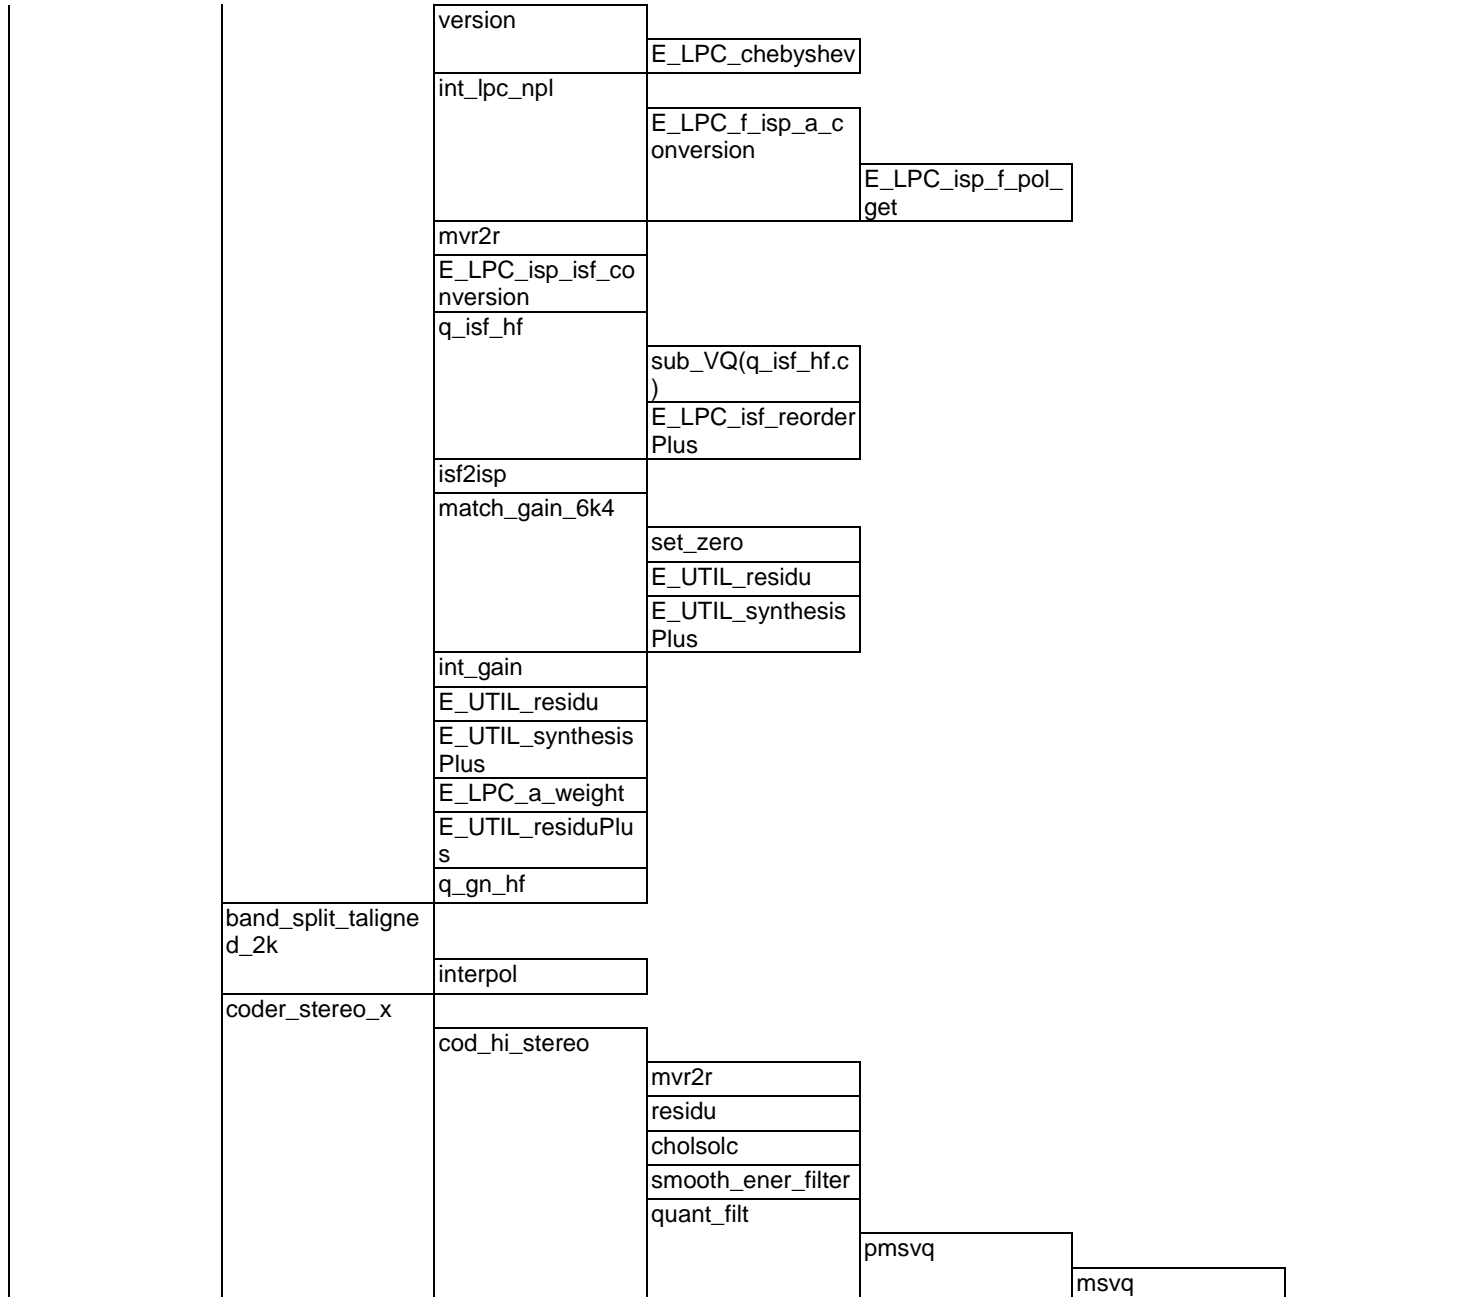 version
E_LPC_chebyshev
int_lpc_npl
E_LPC_f_isp_a_c
onversion
E_LPC_isp_f_pol_
get
mvr2r
E_LPC_isp_isf_co
nversion
q_isf_hf
sub_VQ(q_isf_hf.c
)
E_LPC_isf_reorder
Plus
isf2isp
match_gain_6k4
set_zero
E_UTIL_residu
E_UTIL_synthesis
Plus
int_gain
E_UTIL_residu
E_UTIL_synthesis
Plus
E_LPC_a_weight
E_UTIL_residuPlu
s
q_gn_hf
band_split_taligne
d_2k
interpol
coder_stereo_x
cod_hi_stereo
mvr2r
residu
cholsolc
smooth_ener_filter
quant_filt
pmsvq
msvq